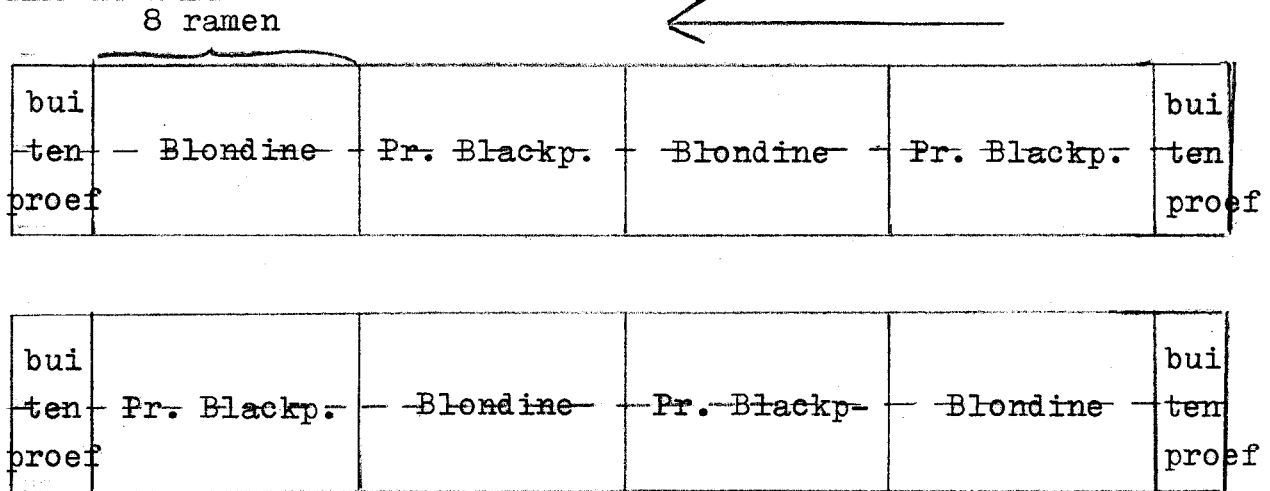 8 ramen
bui
ten
proef
Blondine
Pr. Blackp.
Blondine
Pr. Blackp.
bui
ten
proef
bui
ten
proef
Pr. Blackp.
Blondine
Pr. Blackp
Blondine
bui
ten
proef